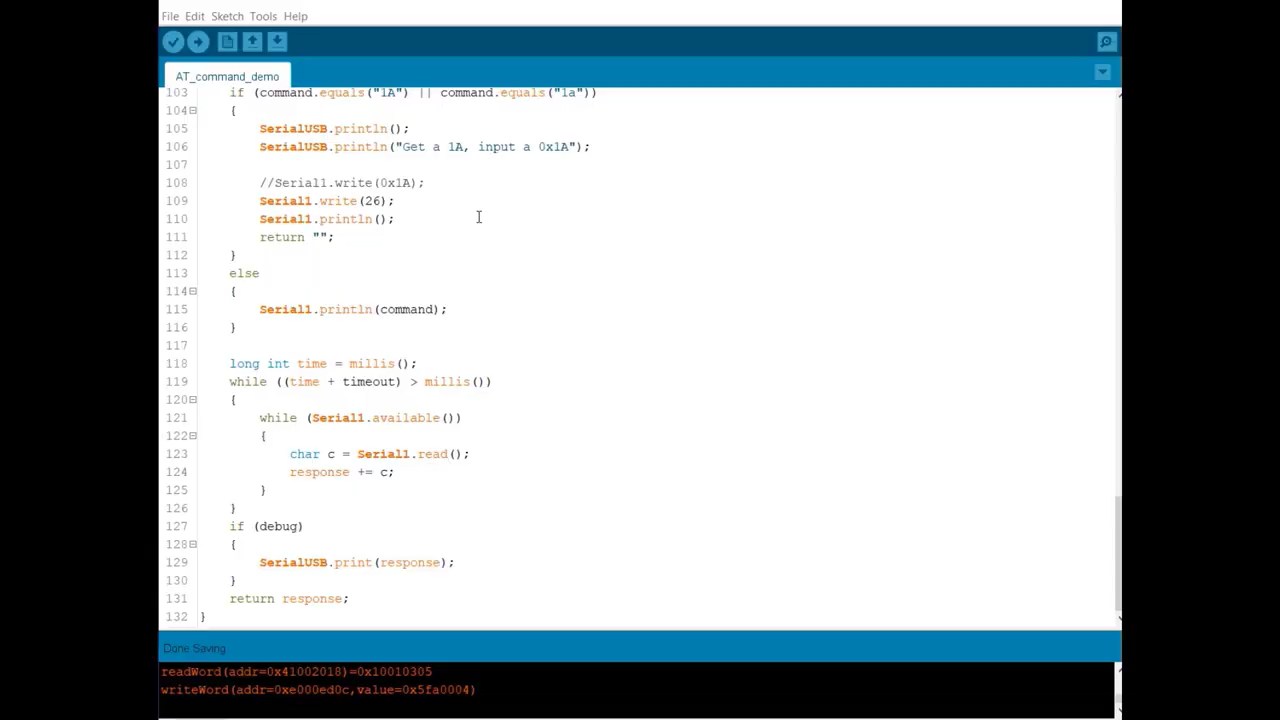 File Edit Sketch Tools Help
AT_command_demo
103 if (command.equals("1A") || command.equals("1a"))
104 {
105 SerialUSB.println();
106 SerialUSB.println("Get a 1A, input a 0x1A");
107
108 //Serial1.write(0x1A);
109 Serial1.write(26);
110 Serial1.println();
111 return "";
112 }
113 else
114 {
115 Serial1.println(command);
116 }
117
118 long int time = millis();
119 while ((time + timeout) > millis())
120 {
121 while (Serial1.available())
122 {
123 char c = Serial1.read();
124 response += c;
125 }
126 }
127 if (debug)
128 {
129 SerialUSB.print(response);
130 }
131 return response;
132 }
Done Saving
readWord(addr=0x41002018)=0x10010305
writeWord(addr=0xe000ed0c,value=0x5fa0004)